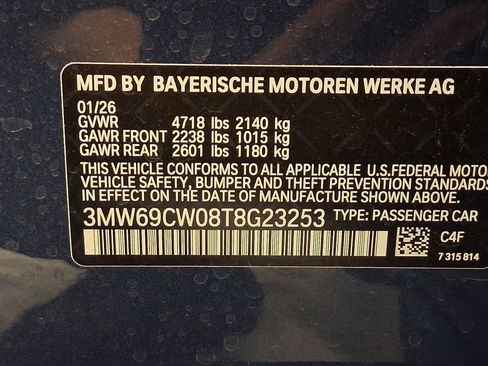 MFD BY BAYERISCHE MOTOREN WERKE AG
01/26
GVWR 4718 lbs 2140 kg
GAWR FRONT 2238 lbs 1015 kg
GAWR REAR 2601 lbs 1180 kg
THIS VEHICLE CONFORMS TO ALL APPLICABLE U.S.FEDERAL MOTOR
VEHICLE SAFETY, BUMPER, AND THEFT PREVENTION STANDARDS
IN EFFECT ON THE DATE OF MANUFACTURE SHOWN ABOVE.
3MW69CW08T8G23253 TYPE: PASSENGER CAR
C4F
7 315 814